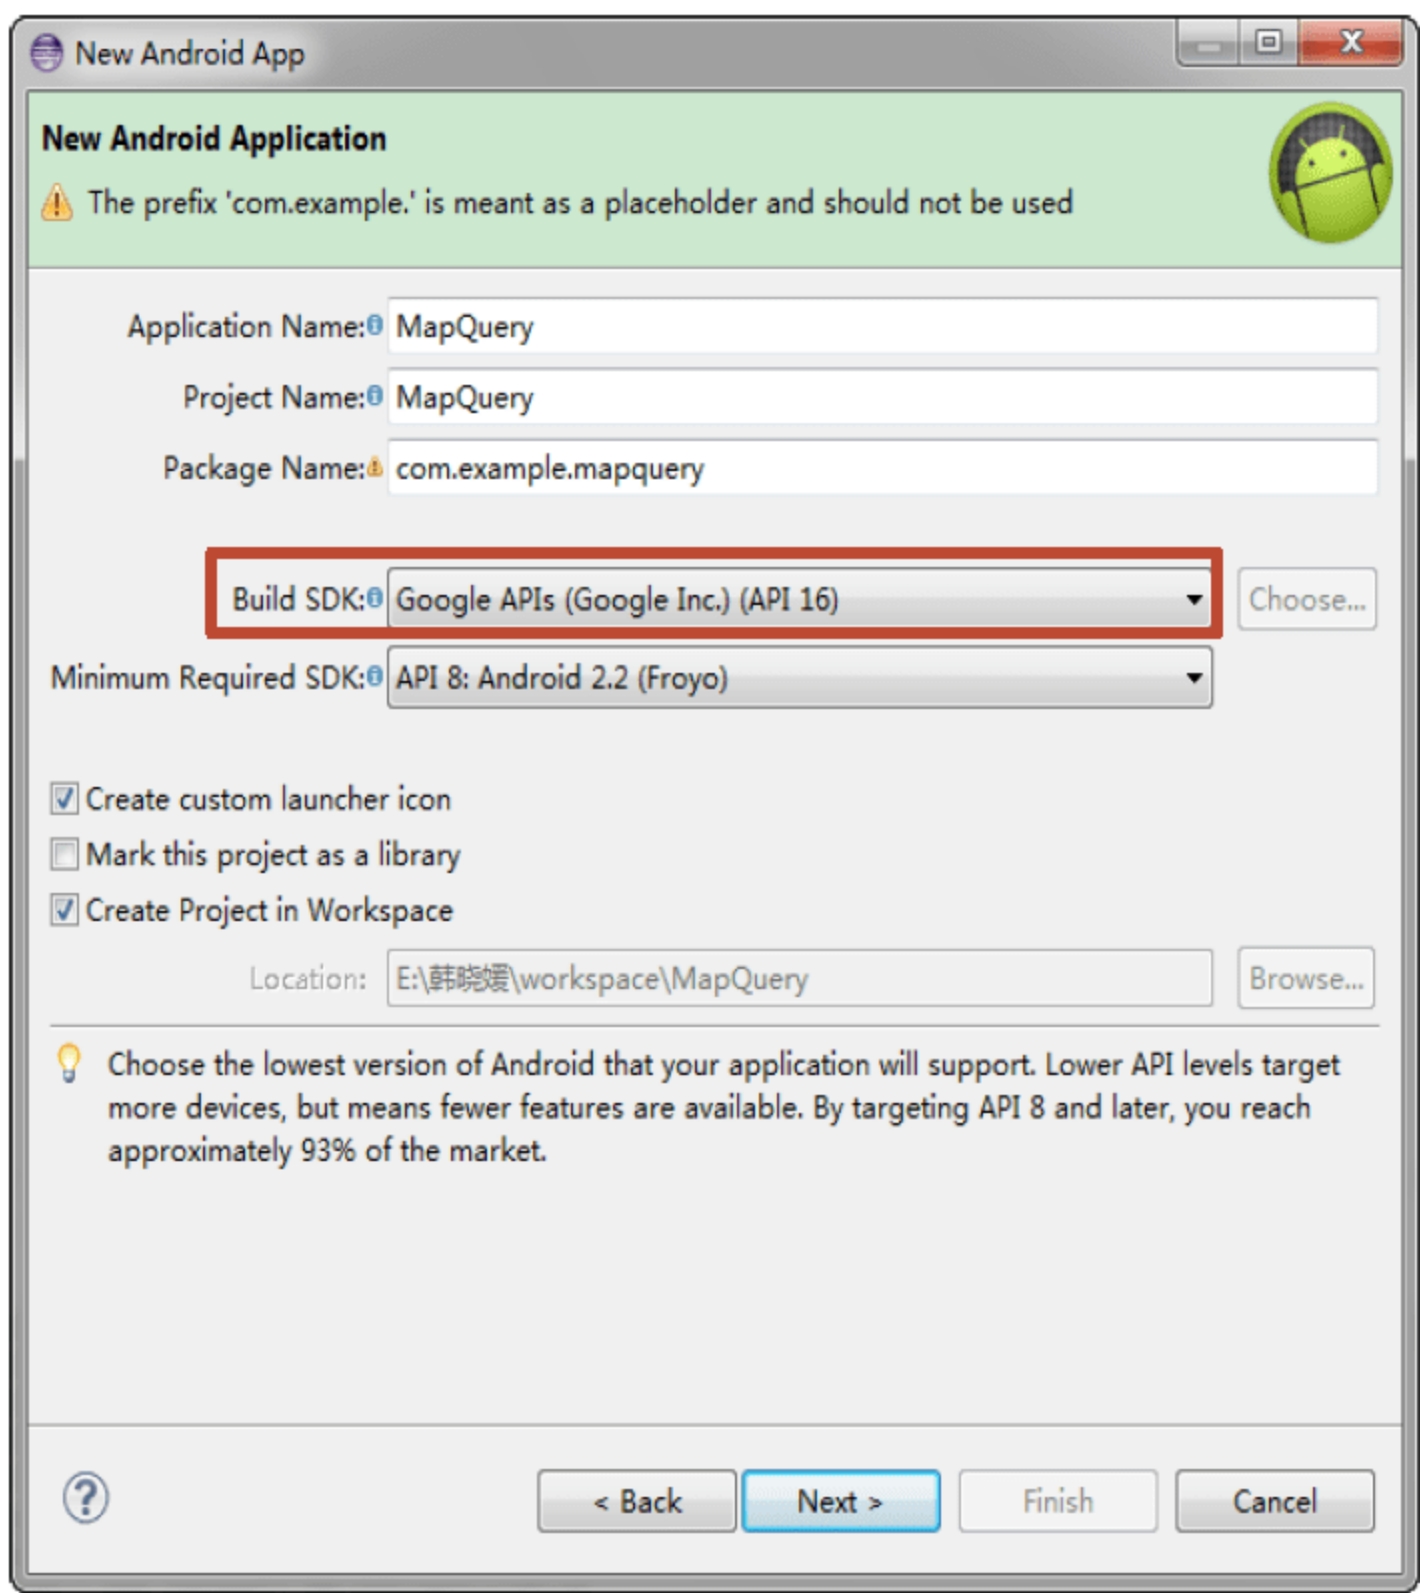 New Android App
New Android Application
The prefix 'com.example.' is meant as a placeholder and should not be used
Application Name: MapQuery
Project Name: MapQuery
Package Name: com.example.mapquery
Build SDK: Google APIs (Google Inc.) (API 16) Choose...
Minimum Required SDK: API 8: Android 2.2 (Froyo)
Create custom launcher icon
Mark this project as a library
Create Project in Workspace
Location: E:\韩晓媛\workspace\MapQuery Browse...
Choose the lowest version of Android that your application will support. Lower API levels target
more devices, but means fewer features are available. By targeting API 8 and later, you reach
approximately 93% of the market.
< Back Next > Finish Cancel